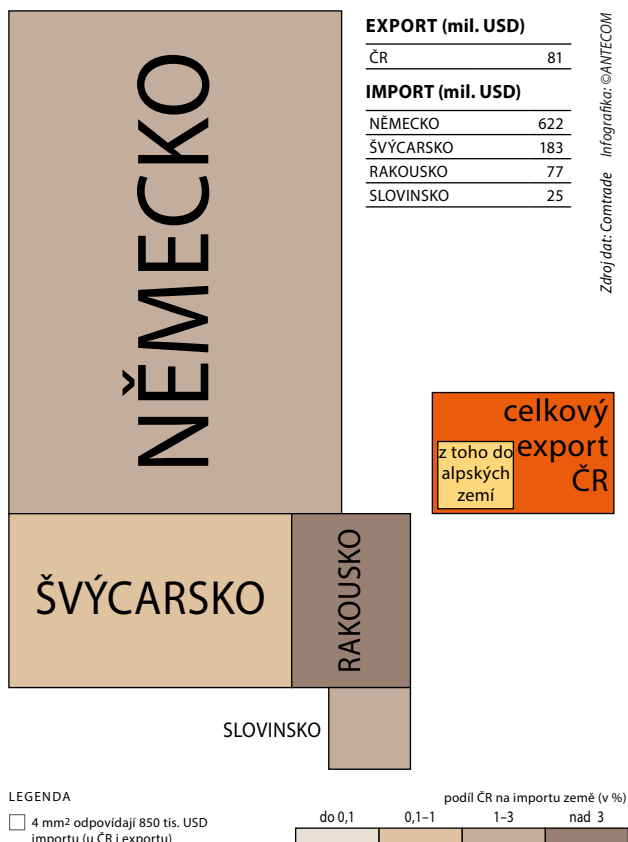 NĚMECKO
EXPORT (mil. USD)
ČR 81
IMPORT (mil. USD)
NĚMECKO 622
ŠVÝCARSKO 183
RAKOUSKO 77
SLOVINSKO 25
Zdroj dat: Comtrade Infografika: ©ANTECOM
celkový
export
ČR
z toho do
alpských
zemí
ŠVÝCARSKO
RAKOUSKO
SLOVINSKO
LEGENDA
4 mm2 odpovídají 850 tis. USD
importu (u ČR i exportu)
podíl ČR na importu země (v %)
do 0,1 0,1–1 1–3 nad 3